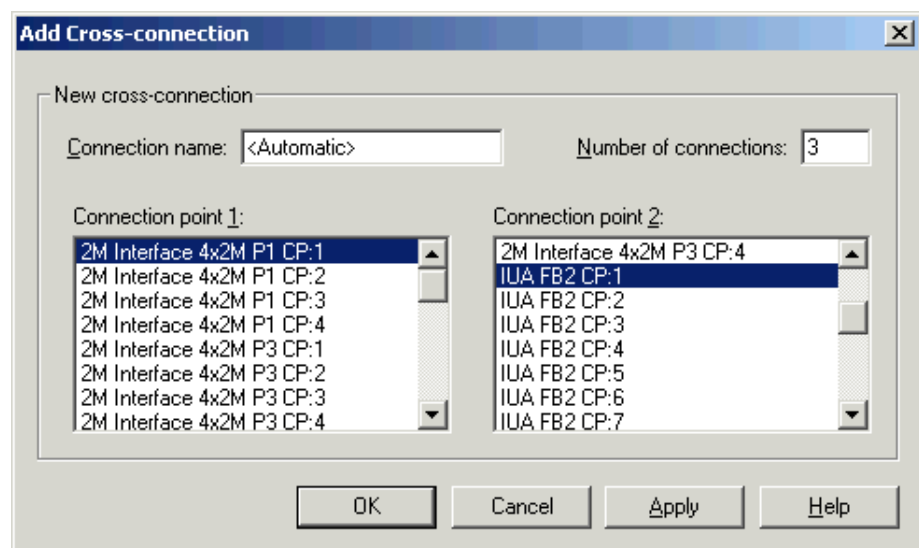 Add Cross-connection
New cross-connection
Connection name: <Automatic>
Number of connections: 3
Connection point 1:
2M Interface 4x2M P1 CP:1
2M Interface 4x2M P1 CP:2
2M Interface 4x2M P1 CP:3
2M Interface 4x2M P1 CP:4
2M Interface 4x2M P3 CP:1
2M Interface 4x2M P3 CP:2
2M Interface 4x2M P3 CP:3
2M Interface 4x2M P3 CP:4
Connection point 2:
2M Interface 4x2M P3 CP:4
IUA FB2 CP:1
IUA FB2 CP:2
IUA FB2 CP:3
IUA FB2 CP:4
IUA FB2 CP:5
IUA FB2 CP:6
IUA FB2 CP:7
OK
Cancel
Apply
Help